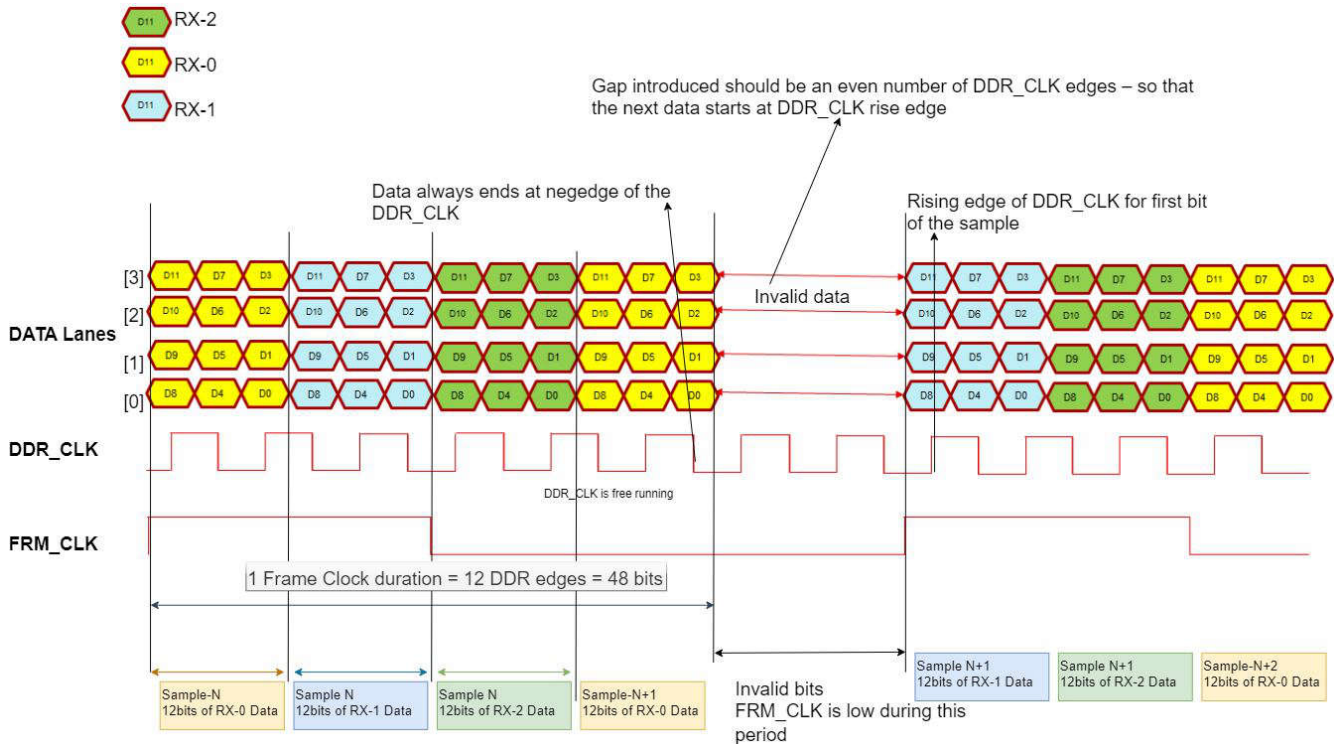 D11 RX-2
D11 RX-0
D11 RX-1
Gap introduced should be an even number of DDR_CLK edges – so that
the next data starts at DDR_CLK rise edge
Data always ends at negedge of the
DDR_CLK
Rising edge of DDR_CLK for first bit
of the sample
DATA Lanes
[3] D11 D7 D3 D11 D7 D3 D11 D7 D3 D11 D7 D3 D11 D7 D3 D11 D7 D3 D11 D7 D3
Invalid data
[2] D10 D6 D2 D10 D6 D2 D10 D6 D2 D10 D6 D2 D10 D6 D2 D10 D6 D2 D10 D6 D2
[1] D9 D5 D1 D9 D5 D1 D9 D5 D1 D9 D5 D1 D9 D5 D1 D9 D5 D1 D9 D5 D1
[0] D8 D4 D0 D8 D4 D0 D8 D4 D0 D8 D4 D0 D8 D4 D0 D8 D4 D0 D8 D4 D0
DDR_CLK
DDR_CLK is free running
FRM_CLK
1 Frame Clock duration = 12 DDR edges = 48 bits
Sample-N
12bits of RX-0 Data
Sample N
12bits of RX-1 Data
Sample N
12bits of RX-2 Data
Sample-N+1
12bits of RX-0 Data
Invalid bits
FRM_CLK is low during this
period
Sample N+1
12bits of RX-1 Data
Sample N+1
12bits of RX-2 Data
Sample-N+2
12bits of RX-0 Data